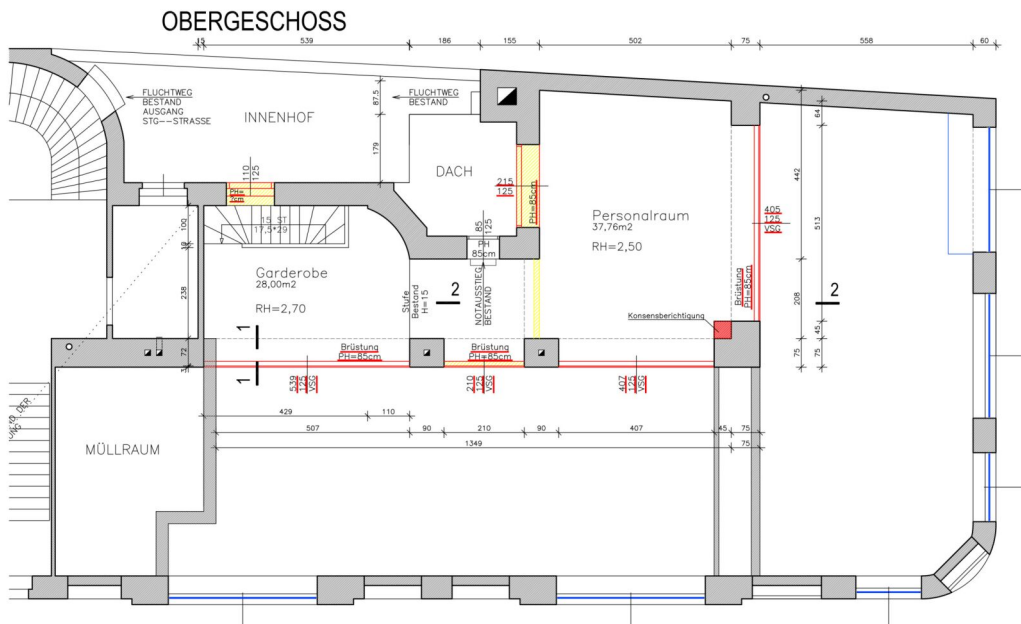 OBERGESCHOSS
15
539
186
155
502
75
558
60
FLUCHTWEG
BESTAND
AUSGANG
STG--STRASSE
FLUCHTWEG
BESTAND
87.5
179
INNENHOF
DACH
110
125
PH=
7cm
215
125
PH=85cm
15 ST
17,5*29
85
125
PH
85cm
NOTAUSSTIEG
BESTAND
Stufe
Bestand
H=15
Garderobe
28,00m2
RH=2,70
Personalraum
37,76m2
RH=2,50
405
125
VSG
Brüstung
PH=85cm
442
208
75
64
513
45
75
100
238
72
2
2
1
1
Konsensberichtigung
Brüstung
PH=85cm
Brüstung
PH=85cm
539
125
VSG
210
125
VSG
407
125
VSG
429
110
507
90
210
90
407
45
75
1349
75
MÜLLRAUM